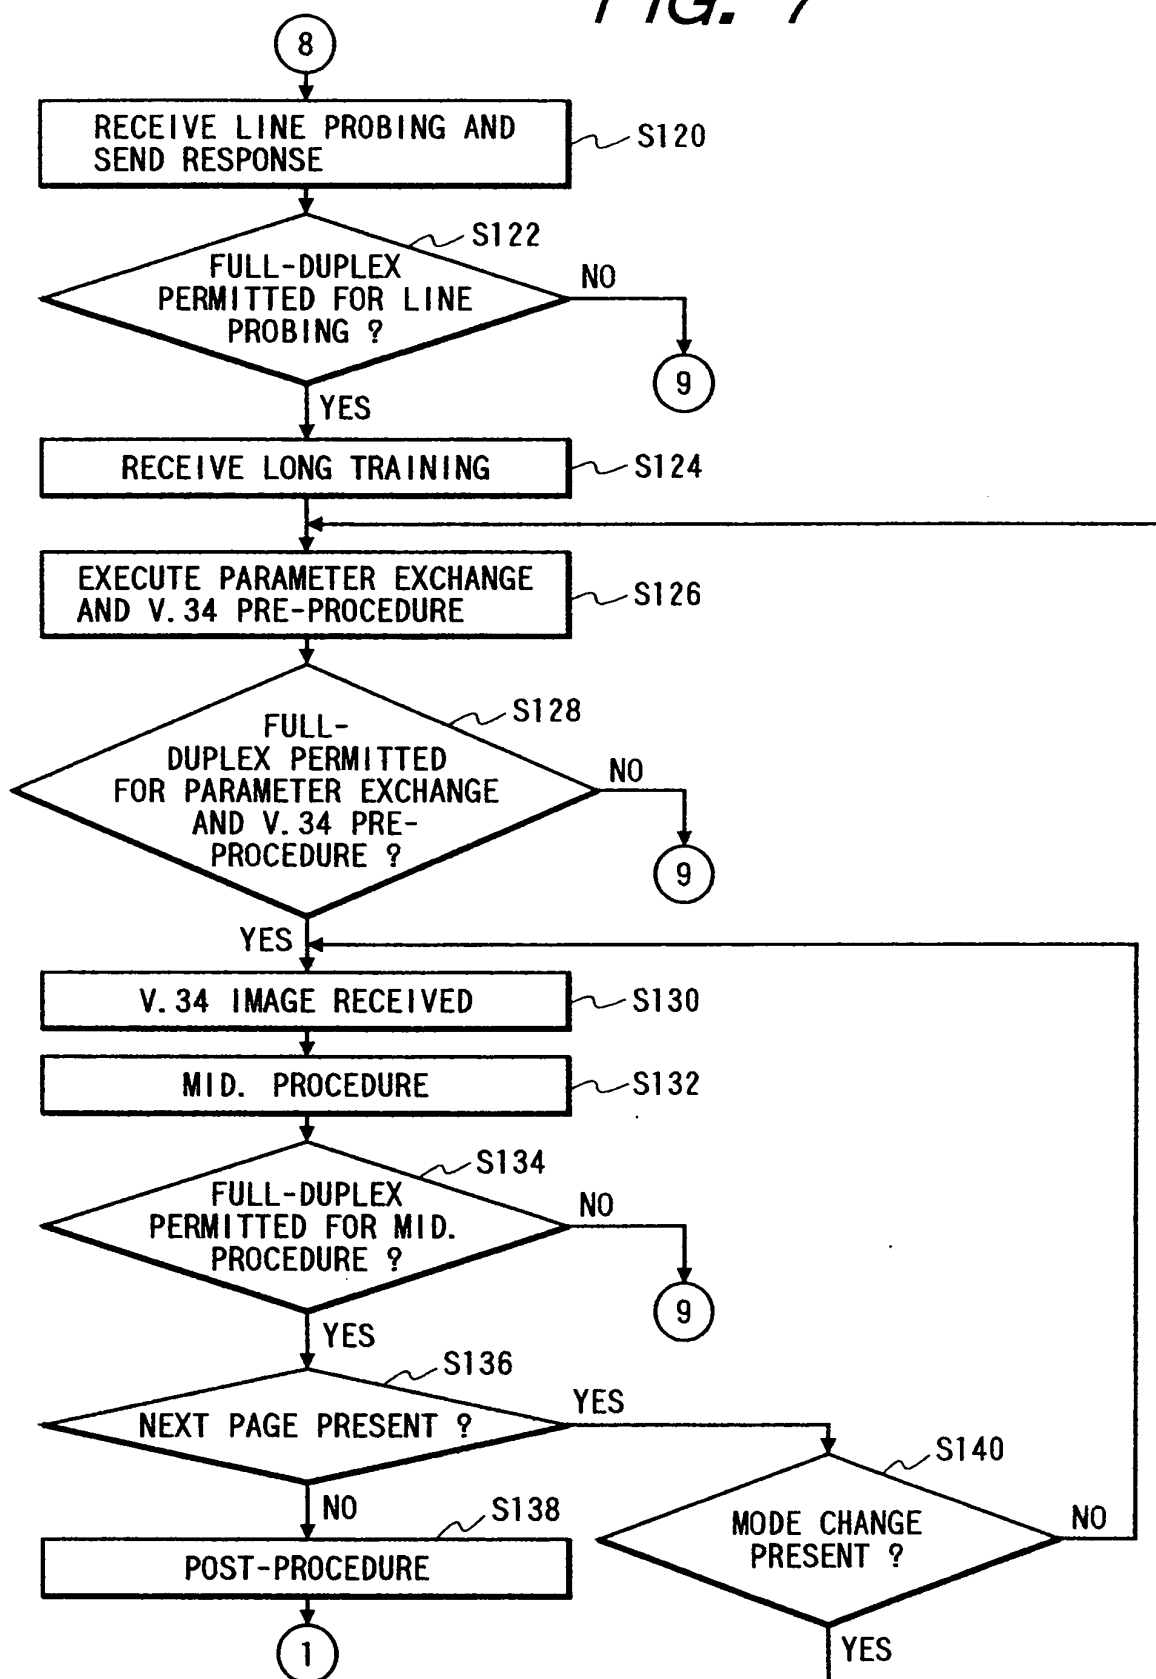 FIG. 7
8
RECEIVE LINE PROBING AND
SEND RESPONSE
S120
S122
FULL-DUPLEX
PERMITTED FOR LINE
PROBING ?
NO
9
YES
RECEIVE LONG TRAINING
S124
EXECUTE PARAMETER EXCHANGE
AND V.34 PRE-PROCEDURE
S126
S128
FULL-
DUPLEX PERMITTED
FOR PARAMETER EXCHANGE
AND V.34 PRE-
PROCEDURE ?
NO
9
YES
V.34 IMAGE RECEIVED
S130
MID. PROCEDURE
S132
S134
FULL-DUPLEX
PERMITTED FOR MID.
PROCEDURE ?
NO
9
YES
S136
NEXT PAGE PRESENT ?
YES
S140
MODE CHANGE
PRESENT ?
NO
YES
NO
S138
POST-PROCEDURE
1